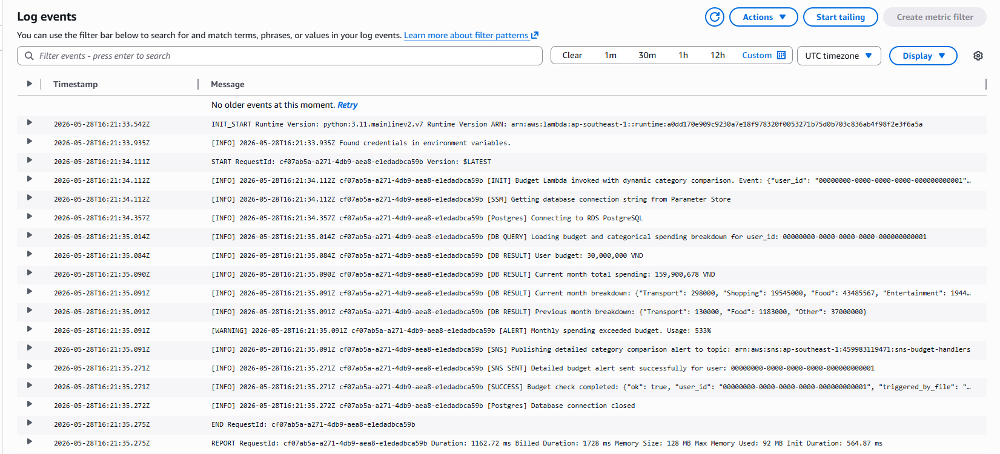 Log events
Actions
Start tailing
Create metric filter
You can use the filter bar below to search for and match terms, phrases, or values in your log events. Learn more about filter patterns
Filter events - press enter to search
Clear 1m 30m 1h 12h Custom
UTC timezone
Display
Timestamp Message
No older events at this moment. Retry
2026-05-28T16:21:33.542Z INIT_START Runtime Version: python:3.11.mainlinev2.v7 Runtime Version ARN: arn:aws:lambda:ap-southeast-1::runtime:a0dd170e909c9230a7e18f978320f0053271b75d0b703c836ab4f98f2e3f6a5a
2026-05-28T16:21:33.935Z [INFO] 2026-05-28T16:21:33.935Z Found credentials in environment variables.
2026-05-28T16:21:34.111Z START RequestId: cf07ab5a-a271-4db9-aea8-e1edadbca59b Version: $LATEST
2026-05-28T16:21:34.112Z [INFO] 2026-05-28T16:21:34.112Z cf07ab5a-a271-4db9-aea8-e1edadbca59b [INIT] Budget Lambda invoked with dynamic category comparison. Event: {"user_id": "00000000-0000-0000-0000-000000000001"…
2026-05-28T16:21:34.112Z [INFO] 2026-05-28T16:21:34.112Z cf07ab5a-a271-4db9-aea8-e1edadbca59b [SSM] Getting database connection string from Parameter Store
2026-05-28T16:21:34.357Z [INFO] 2026-05-28T16:21:34.357Z cf07ab5a-a271-4db9-aea8-e1edadbca59b [Postgres] Connecting to RDS PostgreSQL
2026-05-28T16:21:35.014Z [INFO] 2026-05-28T16:21:35.014Z cf07ab5a-a271-4db9-aea8-e1edadbca59b [DB QUERY] Loading budget and categorical spending breakdown for user_id: 00000000-0000-0000-0000-000000000001
2026-05-28T16:21:35.084Z [INFO] 2026-05-28T16:21:35.084Z cf07ab5a-a271-4db9-aea8-e1edadbca59b [DB RESULT] User budget: 30,000,000 VND
2026-05-28T16:21:35.090Z [INFO] 2026-05-28T16:21:35.090Z cf07ab5a-a271-4db9-aea8-e1edadbca59b [DB RESULT] Current month total spending: 159,900,678 VND
2026-05-28T16:21:35.091Z [INFO] 2026-05-28T16:21:35.091Z cf07ab5a-a271-4db9-aea8-e1edadbca59b [DB RESULT] Current month breakdown: {"Transport": 298000, "Shopping": 19545000, "Food": 43485567, "Entertainment": 1944…
2026-05-28T16:21:35.091Z [INFO] 2026-05-28T16:21:35.091Z cf07ab5a-a271-4db9-aea8-e1edadbca59b [DB RESULT] Previous month breakdown: {"Transport": 130000, "Food": 1183000, "Other": 37000000}
2026-05-28T16:21:35.091Z [WARNING] 2026-05-28T16:21:35.091Z cf07ab5a-a271-4db9-aea8-e1edadbca59b [ALERT] Monthly spending exceeded budget. Usage: 533%
2026-05-28T16:21:35.091Z [INFO] 2026-05-28T16:21:35.091Z cf07ab5a-a271-4db9-aea8-e1edadbca59b [SNS] Publishing detailed category comparison alert to topic: arn:aws:sns:ap-southeast-1:459983119471:sns-budget-handlers
2026-05-28T16:21:35.271Z [INFO] 2026-05-28T16:21:35.271Z cf07ab5a-a271-4db9-aea8-e1edadbca59b [SNS SENT] Detailed budget alert sent successfully for user: 00000000-0000-0000-0000-000000000001
2026-05-28T16:21:35.271Z [INFO] 2026-05-28T16:21:35.271Z cf07ab5a-a271-4db9-aea8-e1edadbca59b [SUCCESS] Budget check completed: {"ok": true, "user_id": "00000000-0000-0000-0000-000000000001", "triggered_by_file": "…
2026-05-28T16:21:35.272Z [INFO] 2026-05-28T16:21:35.272Z cf07ab5a-a271-4db9-aea8-e1edadbca59b [Postgres] Database connection closed
2026-05-28T16:21:35.275Z END RequestId: cf07ab5a-a271-4db9-aea8-e1edadbca59b
2026-05-28T16:21:35.275Z REPORT RequestId: cf07ab5a-a271-4db9-aea8-e1edadbca59b Duration: 1162.72 ms Billed Duration: 1728 ms Memory Size: 128 MB Max Memory Used: 92 MB Init Duration: 564.87 ms